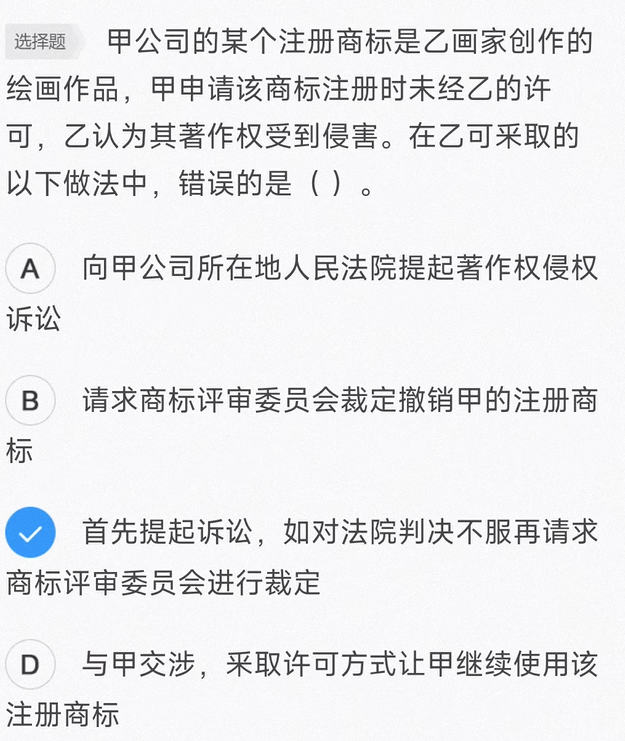 选择题 甲公司的某个注册商标是乙画家创作的
绘画作品，甲申请该商标注册时未经乙的许
可，乙认为其著作权受到侵害。在乙可采取的
以下做法中，错误的是（ ）。
A 向甲公司所在地人民法院提起著作权侵权
诉讼
B 请求商标评审委员会裁定撤销甲的注册商
标
首先提起诉讼，如对法院判决不服再请求
商标评审委员会进行裁定
D 与甲交涉，采取许可方式让甲继续使用该
注册商标